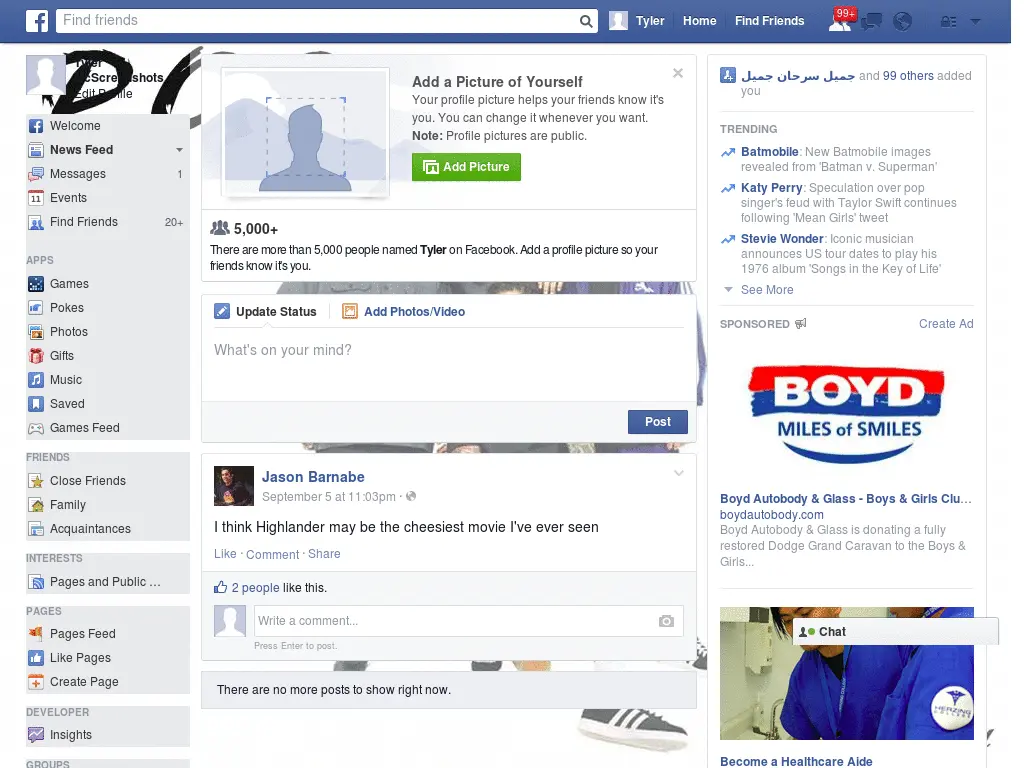 Find friends
Tyler
Home
Find Friends
99+
Tyler
Edit Profile
Welcome
News Feed
Messages 1
Events
Find Friends 20+
APPS
Games
Pokes
Photos
Gifts
Music
Saved
Games Feed
FRIENDS
Close Friends
Family
Acquaintances
INTERESTS
Pages and Public ...
PAGES
Pages Feed
Like Pages
Create Page
DEVELOPER
Insights
GROUPS
Add a Picture of Yourself
Your profile picture helps your friends know it's
you. You can change it whenever you want.
Note: Profile pictures are public.
Add Picture
5,000+
There are more than 5,000 people named Tyler on Facebook. Add a profile picture so your
friends know it's you.
Update Status
Add Photos/Video
What's on your mind?
Post
Jason Barnabe
September 5 at 11:03pm ·
I think Highlander may be the cheesiest movie I've ever seen
Like · Comment · Share
2 people like this.
Write a comment...
Press Enter to post.
There are no more posts to show right now.
جميل سرحان جميل and 99 others added
you
TRENDING
Batmobile: New Batmobile images
revealed from 'Batman v. Superman'
Katy Perry: Speculation over pop
singer's feud with Taylor Swift continues
following 'Mean Girls' tweet
Stevie Wonder: Iconic musician
announces US tour dates to play his
1976 album 'Songs in the Key of Life'
See More
SPONSORED
Create Ad
BOYD
MILES of SMILES
Boyd Autobody & Glass - Boys & Girls Clu...
boydautobody.com
Boyd Autobody & Glass is donating a fully
restored Dodge Grand Caravan to the Boys &
Girls...
Chat
HERZING
COLLEGE
Become a Healthcare Aide